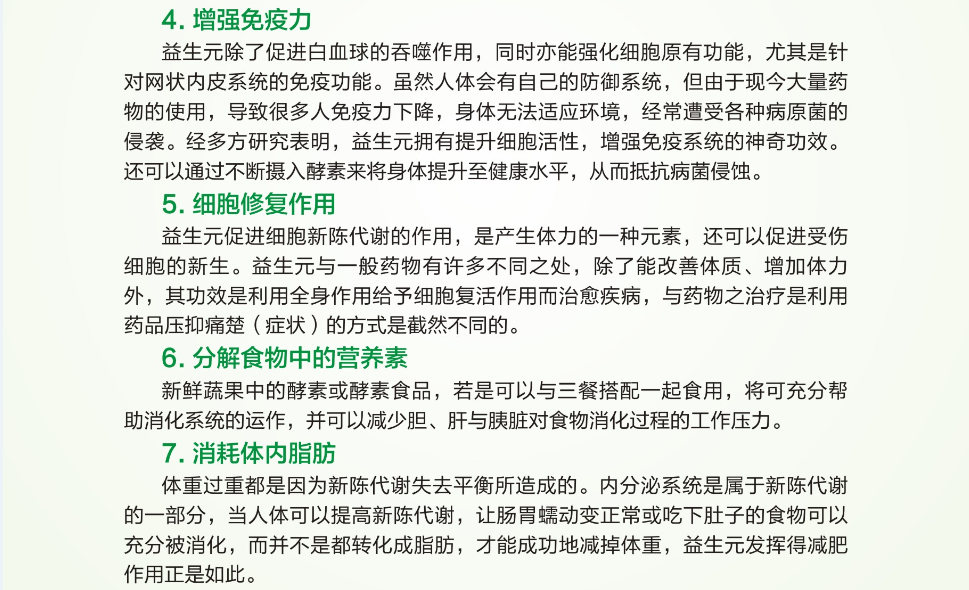 4. 增强免疫力
益生元除了促进白血球的吞噬作用，同时亦能强化细胞原有功能，尤其是针
对网状内皮系统的免疫功能。虽然人体会有自己的防御系统，但由于现今大量药
物的使用，导致很多人免疫力下降，身体无法适应环境，经常遭受各种病原菌的
侵袭。经多方研究表明，益生元拥有提升细胞活性，增强免疫系统的神奇功效。
还可以通过不断摄入酵素来将身体提升至健康水平，从而抵抗病菌侵蚀。
5. 细胞修复作用
益生元促进细胞新陈代谢的作用，是产生体力的一种元素，还可以促进受伤
细胞的新生。益生元与一般药物有许多不同之处，除了能改善体质、增加体力
外，其功效是利用全身作用给予细胞复活作用而治愈疾病，与药物之治疗是利用
药品压抑痛楚（症状）的方式是截然不同的。
6. 分解食物中的营养素
新鲜蔬果中的酵素或酵素食品，若是可以与三餐搭配一起食用，将可充分帮
助消化系统的运作，并可以减少胆、肝与胰脏对食物消化过程的工作压力。
7. 消耗体内脂肪
体重过重都是因为新陈代谢失去平衡所造成的。内分泌系统是属于新陈代谢
的一部分，当人体可以提高新陈代谢，让肠胃蠕动变正常或吃下肚子的食物可以
充分被消化，而并不是都转化成脂肪，才能成功地减掉体重，益生元发挥得减肥
作用正是如此。